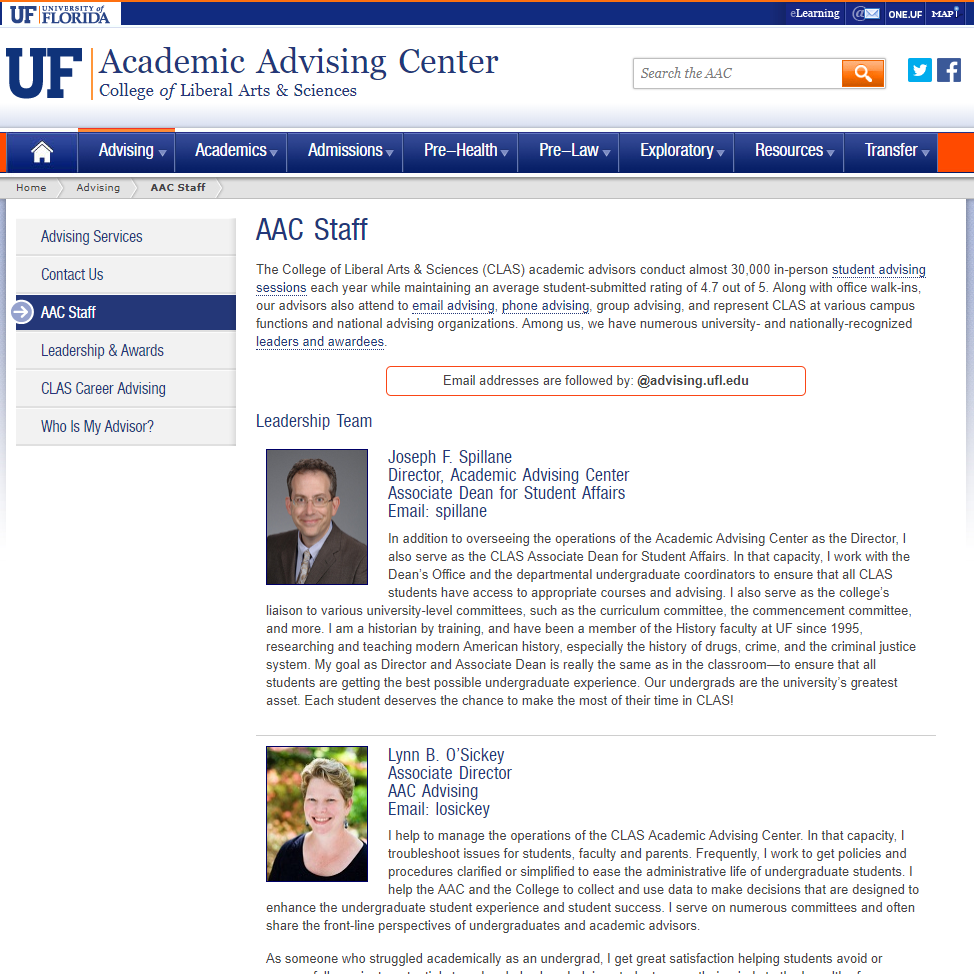 UF UNIVERSITY of FLORIDA
eLearning
@
ONE.UF
MAP
UF Academic Advising Center
College of Liberal Arts & Sciences
Search the AAC
Advising
Academics
Admissions
Pre–Health
Pre–Law
Exploratory
Resources
Transfer
Home
Advising
AAC Staff
Advising Services
Contact Us
AAC Staff
Leadership & Awards
CLAS Career Advising
Who Is My Advisor?
AAC Staff
The College of Liberal Arts & Sciences (CLAS) academic advisors conduct almost 30,000 in-person student advising
sessions each year while maintaining an average student-submitted rating of 4.7 out of 5. Along with office walk-ins,
our advisors also attend to email advising, phone advising, group advising, and represent CLAS at various campus
functions and national advising organizations. Among us, we have numerous university- and nationally-recognized
leaders and awardees.
Email addresses are followed by: @advising.ufl.edu
Leadership Team
Joseph F. Spillane
Director, Academic Advising Center
Associate Dean for Student Affairs
Email: spillane
In addition to overseeing the operations of the Academic Advising Center as the Director, I
also serve as the CLAS Associate Dean for Student Affairs. In that capacity, I work with the
Dean’s Office and the departmental undergraduate coordinators to ensure that all CLAS
students have access to appropriate courses and advising. I also serve as the college’s
liaison to various university-level committees, such as the curriculum committee, the commencement committee,
and more. I am a historian by training, and have been a member of the History faculty at UF since 1995,
researching and teaching modern American history, especially the history of drugs, crime, and the criminal justice
system. My goal as Director and Associate Dean is really the same as in the classroom—to ensure that all
students are getting the best possible undergraduate experience. Our undergrads are the university’s greatest
asset. Each student deserves the chance to make the most of their time in CLAS!
Lynn B. O’Sickey
Associate Director
AAC Advising
Email: losickey
I help to manage the operations of the CLAS Academic Advising Center. In that capacity, I
troubleshoot issues for students, faculty and parents. Frequently, I work to get policies and
procedures clarified or simplified to ease the administrative life of undergraduate students. I
help the AAC and the College to collect and use data to make decisions that are designed to
enhance the undergraduate student experience and student success. I serve on numerous committees and often
share the front-line perspectives of undergraduates and academic advisors.
As someone who struggled academically as an undergrad, I get great satisfaction helping students avoid or